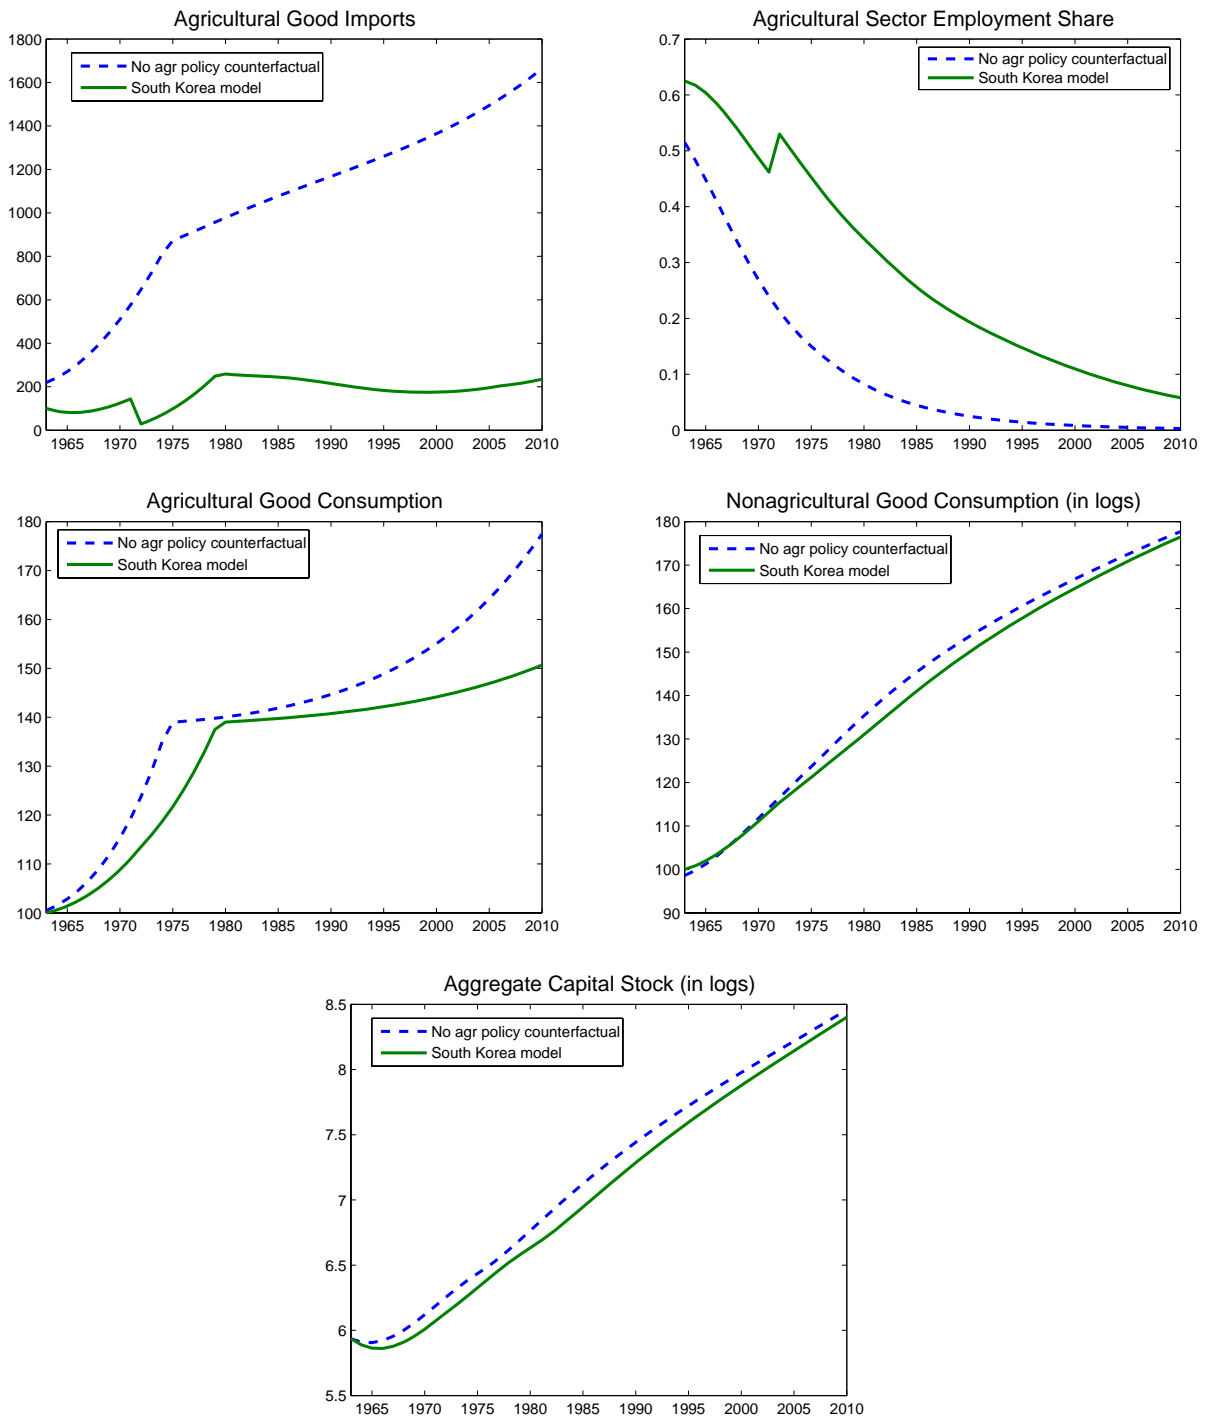 Agricultural Good Imports
1800
1600
1400
1200
1000
800
600
400
200
0
No agr policy counterfactual
South Korea model
1965 1970 1975 1980 1985 1990 1995 2000 2005 2010
Agricultural Sector Employment Share
0.7
0.6
0.5
0.4
0.3
0.2
0.1
0
No agr policy counterfactual
South Korea model
1965 1970 1975 1980 1985 1990 1995 2000 2005 2010
Agricultural Good Consumption
180
170
160
150
140
130
120
110
100
No agr policy counterfactual
South Korea model
1965 1970 1975 1980 1985 1990 1995 2000 2005 2010
Nonagricultural Good Consumption (in logs)
180
170
160
150
140
130
120
110
100
90
No agr policy counterfactual
South Korea model
1965 1970 1975 1980 1985 1990 1995 2000 2005 2010
Aggregate Capital Stock (in logs)
8.5
8
7.5
7
6.5
6
5.5
No agr policy counterfactual
South Korea model
1965 1970 1975 1980 1985 1990 1995 2000 2005 2010